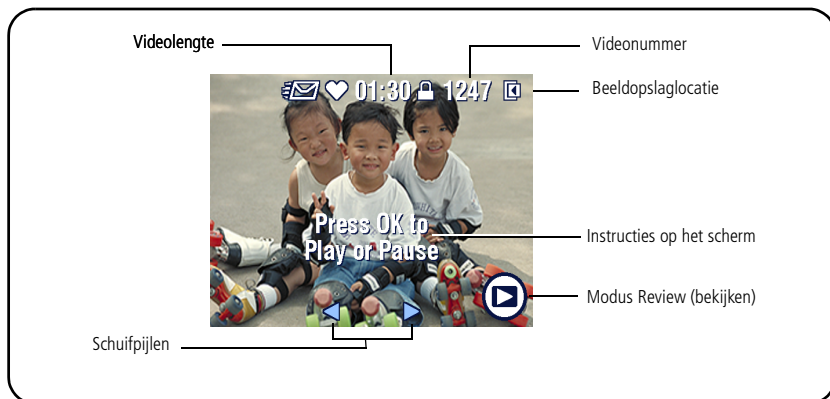 Videolengte
Videonummer
Beeldopslaglocatie
01:30 1247
Press OK to
Play or Pause
Instructies op het scherm
Modus Review (bekijken)
Schuifpijlen